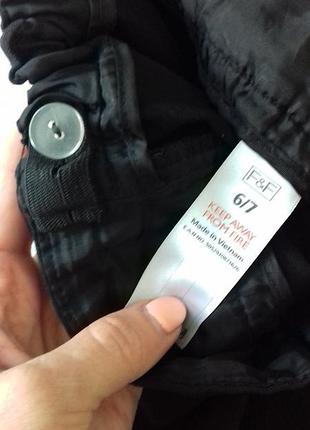 F&F
6/7
KEEP AWAY
FROM FIRE
Made in Vietnam